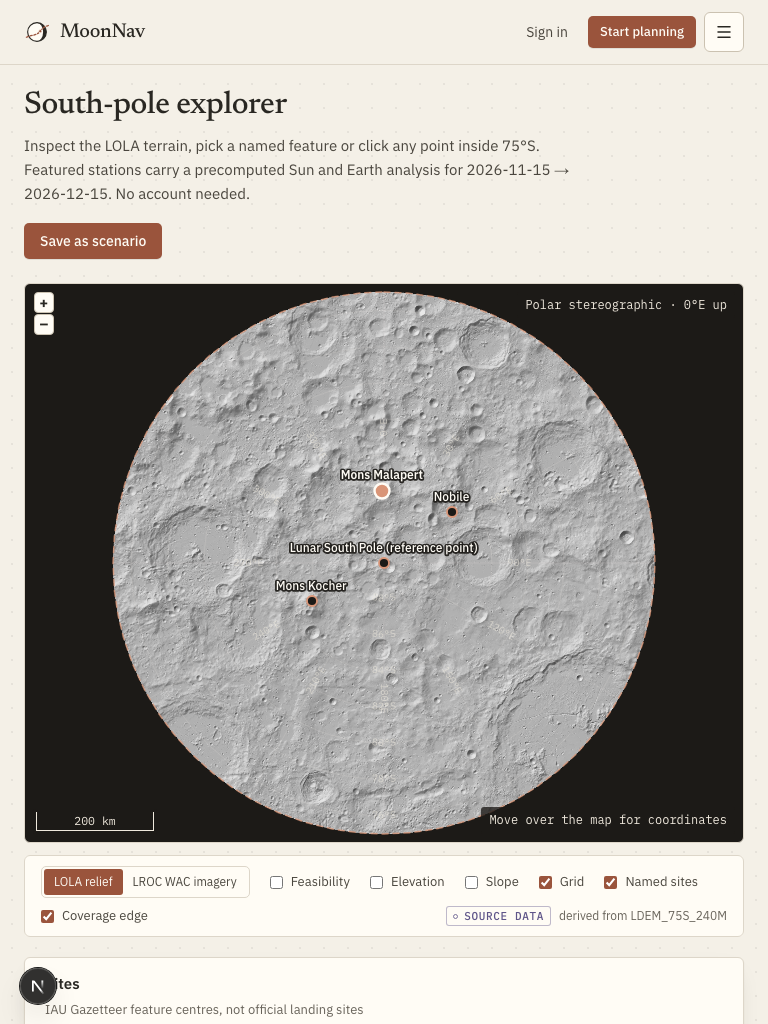 MoonNav
Sign in
Start planning
South-pole explorer
Inspect the LOLA terrain, pick a named feature or click any point inside 75°S.
Featured stations carry a precomputed Sun and Earth analysis for 2026-11-15 →
2026-12-15. No account needed.
Save as scenario
+
−
Polar stereographic · 0°E up
Mons Malapert
Nobile
Lunar South Pole (reference point)
Mons Kocher
200 km
Move over the map for coordinates
LOLA relief
LROC WAC imagery
Feasibility
Elevation
Slope
Grid
Named sites
Coverage edge
SOURCE DATA
derived from LDEM_75S_240M
N
IAU Gazetteer feature centres, not official landing sites